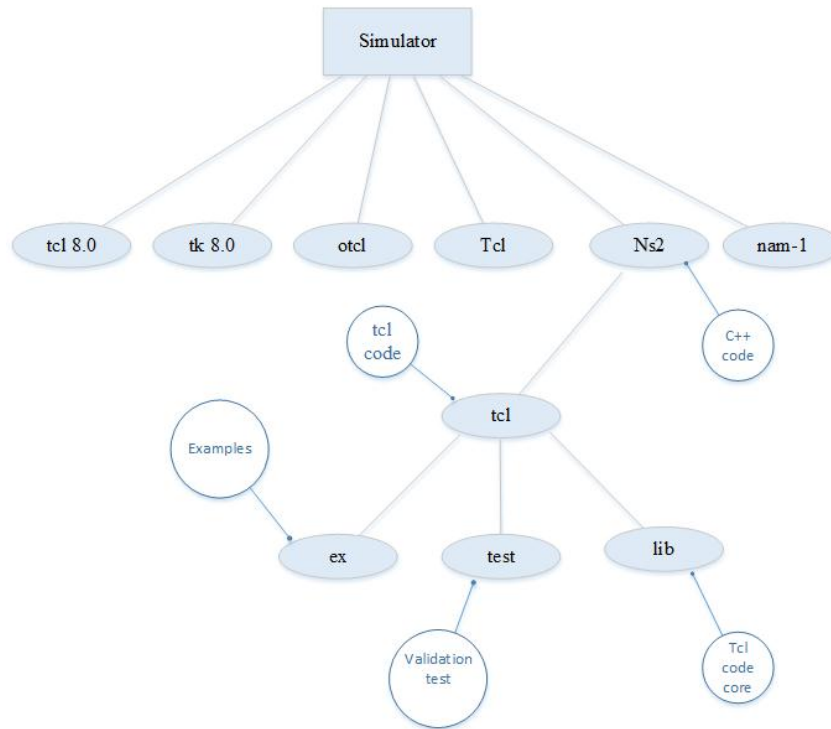 Simulator
tcl 8.0
tk 8.0
otcl
Tcl
Ns2
nam-1
tcl
code
C++
code
tcl
Examples
ex
test
lib
Validation
test
Tcl
code
core